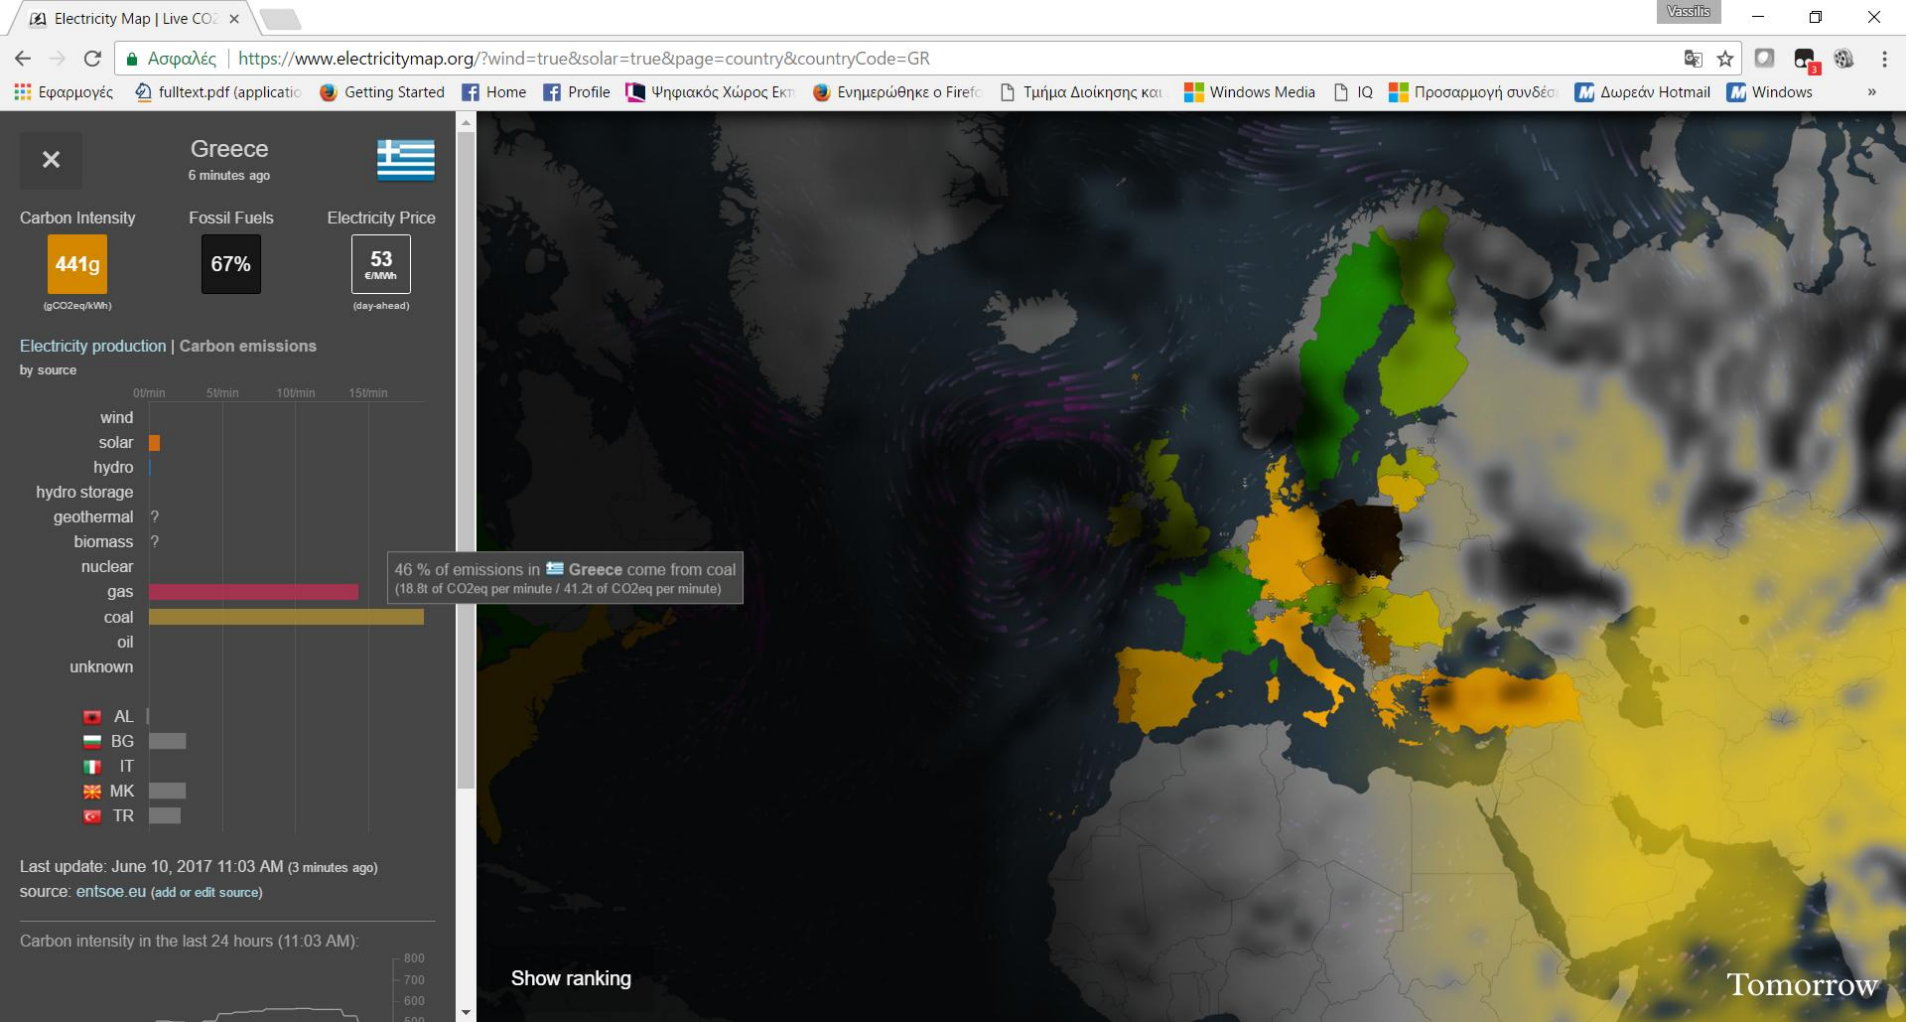 Electricity Map | Live CO2
Vassilis
Ασφαλές | https://www.electricitymap.org/?wind=true&solar=true&page=country&countryCode=GR
3
Εφαρμογές fulltext.pdf (applicatio Getting Started Home Profile Ψηφιακός Χώρος Εκπ Ενημερώθηκε ο Firefo Τμήμα Διοίκησης και Windows Media IQ Προσαρμογή συνδέσ Δωρεάν Hotmail Windows »
Greece
6 minutes ago
Carbon Intensity Fossil Fuels Electricity Price
441g 67% 53
€/MWh
(gCO2eq/kWh) (day-ahead)
Electricity production | Carbon emissions
by source
0t/min 5t/min 10t/min 15t/min
wind
solar
hydro
hydro storage
geothermal ?
biomass ?
nuclear
gas
coal
oil
unknown
46 % of emissions in Greece come from coal
(18.8t of CO2eq per minute / 41.2t of CO2eq per minute)
AL
BG
IT
MK
TR
Last update: June 10, 2017 11:03 AM (3 minutes ago)
source: entsoe.eu (add or edit source)
Carbon intensity in the last 24 hours (11:03 AM):
800
700
600
500
Show ranking
Tomorrow